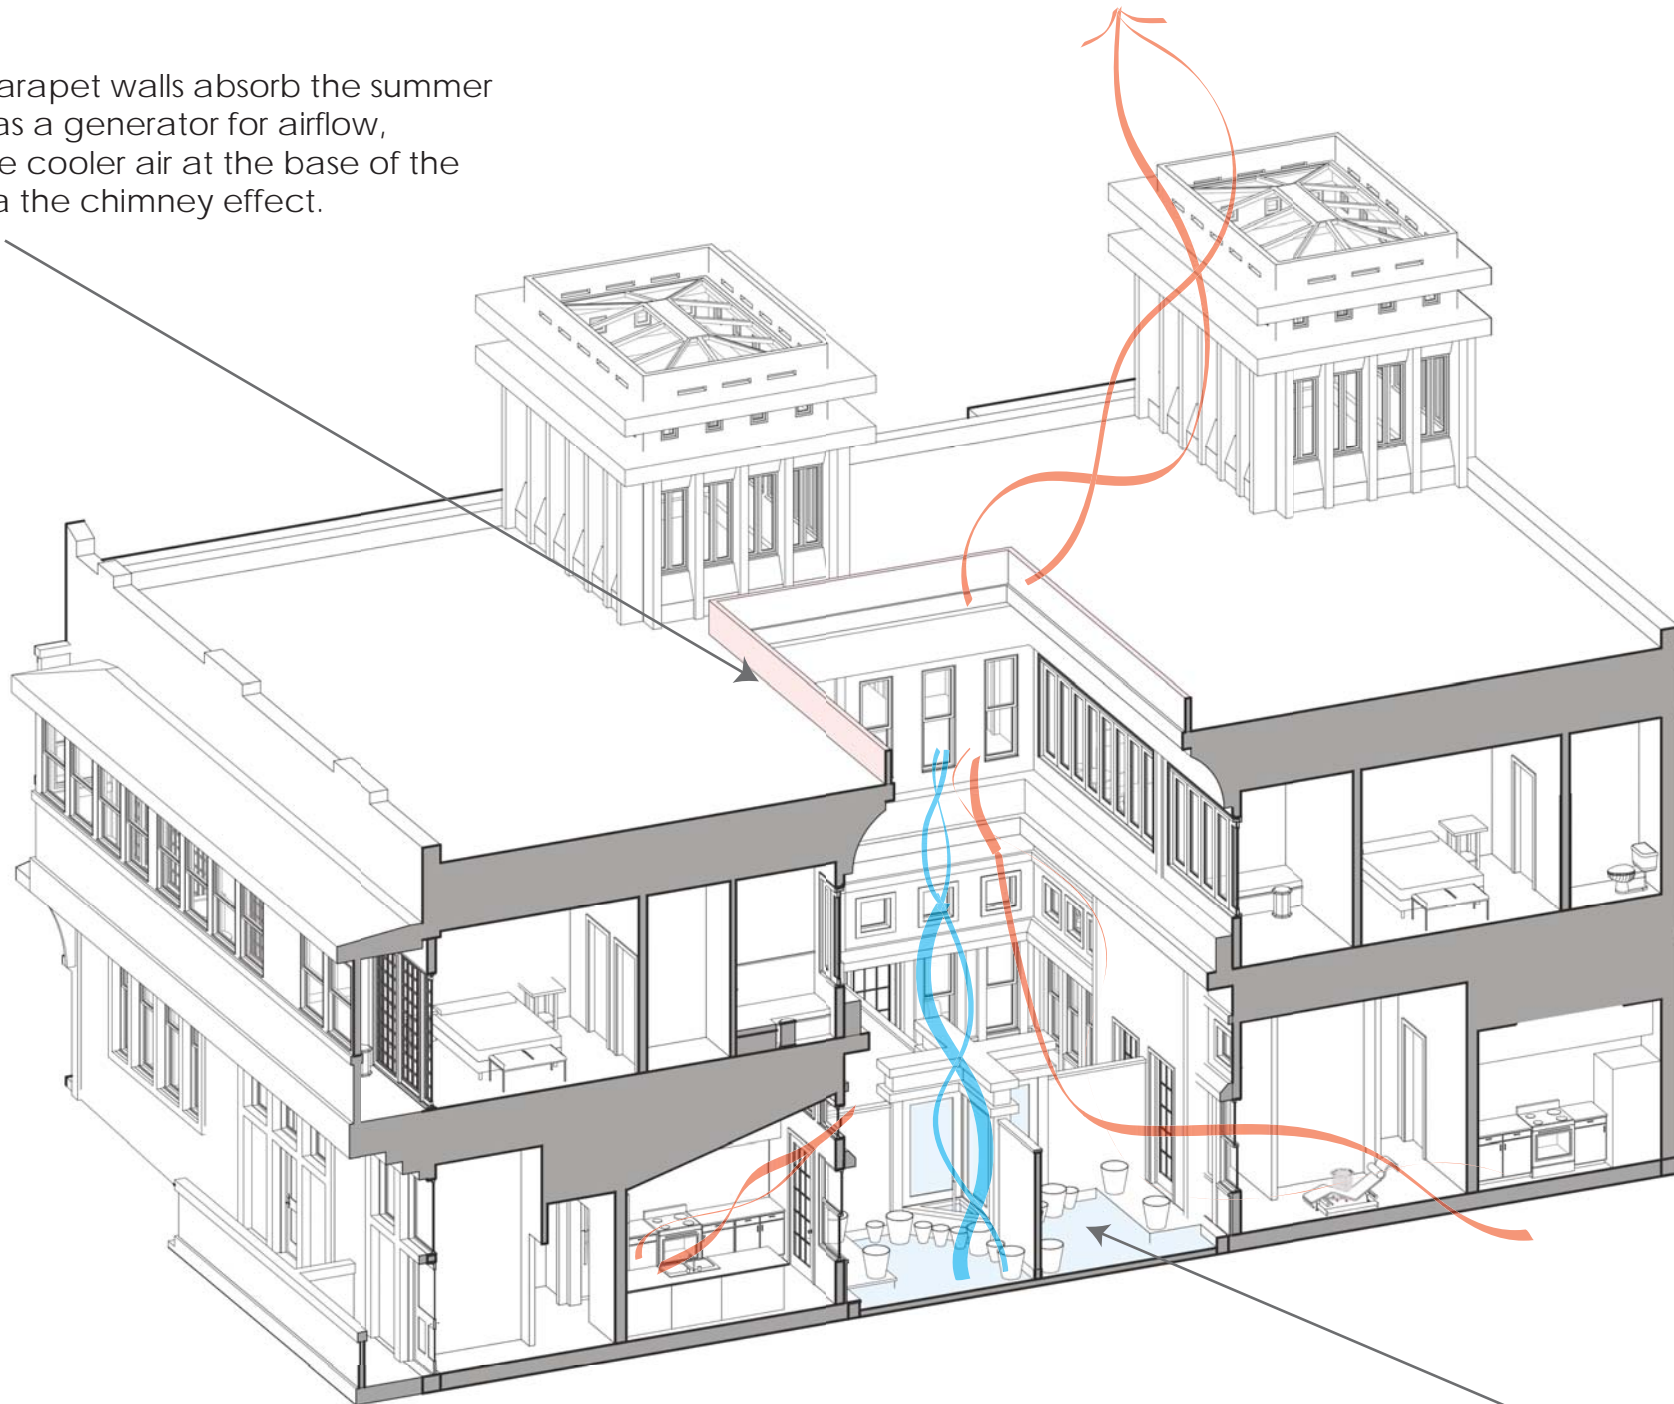 arapet walls absorb the summer
as a generator for airflow,
e cooler air at the base of the
a the chimney effect.